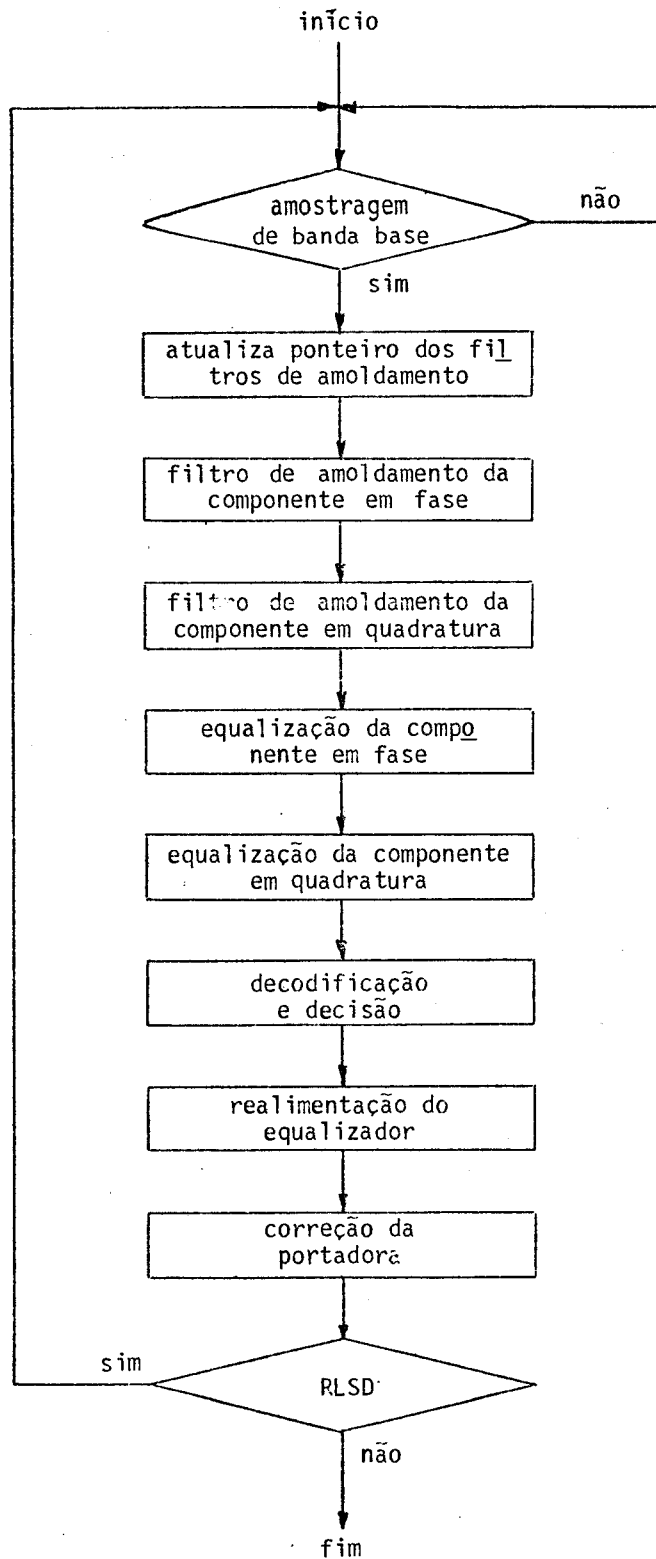 início
amostragem
de banda base
não
sim
atualiza ponteiro dos fil
tros de amoldamento
filtro de amoldamento da
componente em fase
filtro de amoldamento da
componente em quadratura
equalização da compo
nente em fase
equalização da componente
em quadratura
decodificação
e decisão
realimentação do
equalizador
correção da
portadora
sim
RLSD
não
fim